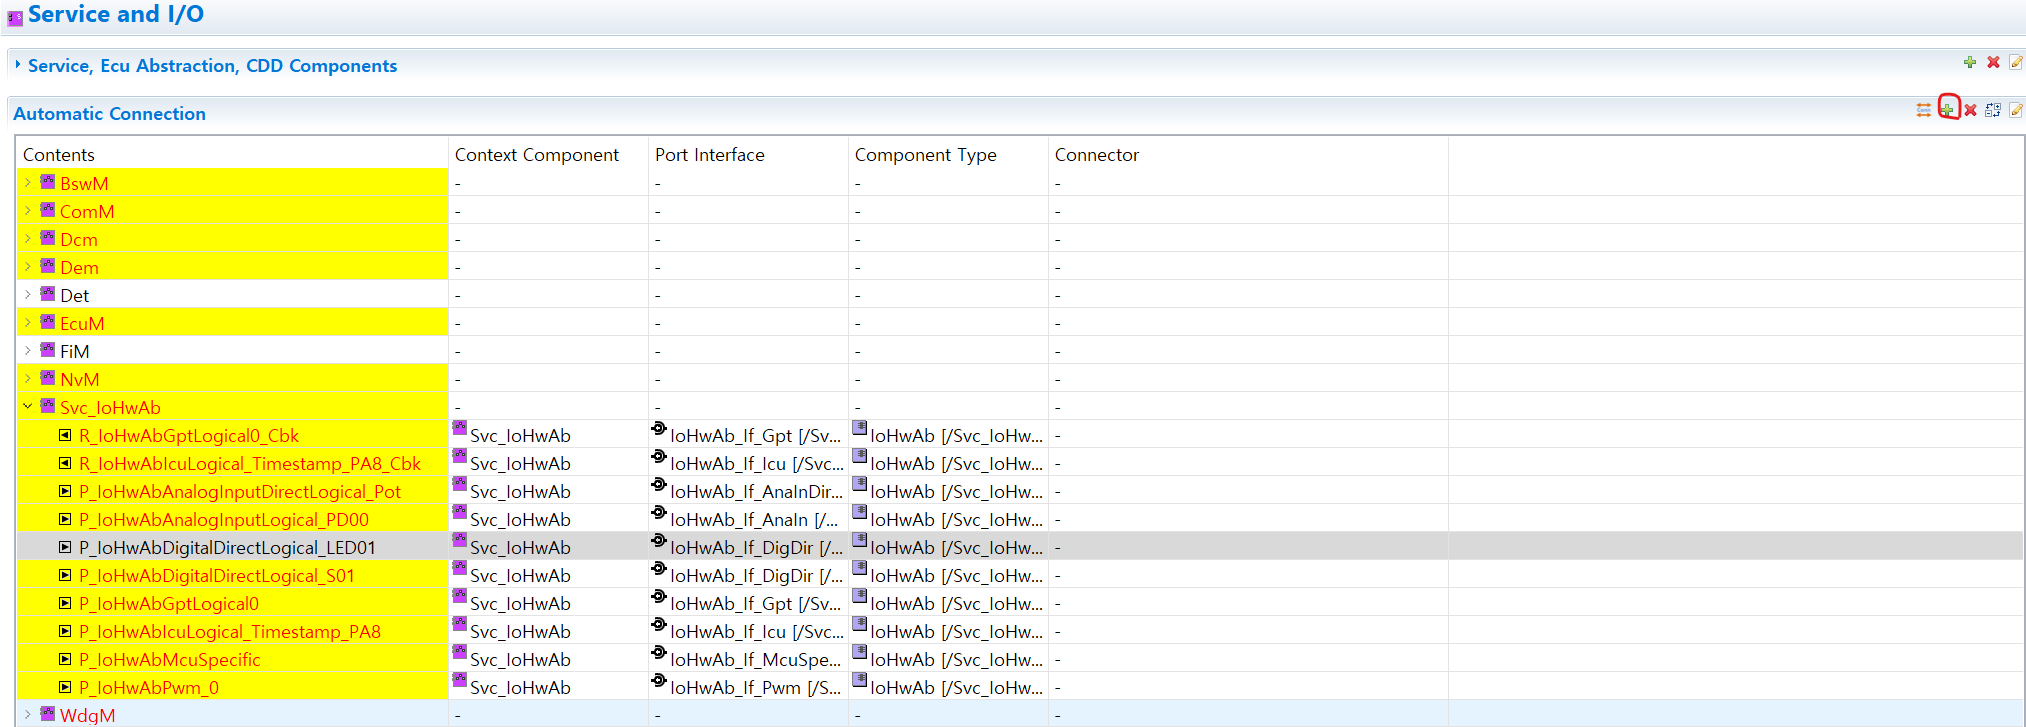 Service and I/O
Service, Ecu Abstraction, CDD Components
Automatic Connection
Contents Context Component Port Interface Component Type Connector
BswM - - - -
ComM - - - -
Dcm - - - -
Dem - - - -
Det - - - -
EcuM - - - -
FiM - - - -
NvM - - - -
Svc_IoHwAb - - - -
R_IoHwAbGptLogical0_Cbk Svc_IoHwAb IoHwAb_If_Gpt [/Sv... IoHwAb [/Svc_IoHw... -
R_IoHwAbIcuLogical_Timestamp_PA8_Cbk Svc_IoHwAb IoHwAb_If_Icu [/Svc... IoHwAb [/Svc_IoHw... -
P_IoHwAbAnalogInputDirectLogical_Pot Svc_IoHwAb IoHwAb_If_AnaInDir... IoHwAb [/Svc_IoHw... -
P_IoHwAbAnalogInputLogical_PD00 Svc_IoHwAb IoHwAb_If_AnaIn [/... IoHwAb [/Svc_IoHw... -
P_IoHwAbDigitalDirectLogical_LED01 Svc_IoHwAb IoHwAb_If_DigDir [/... IoHwAb [/Svc_IoHw... -
P_IoHwAbDigitalDirectLogical_S01 Svc_IoHwAb IoHwAb_If_DigDir [/... IoHwAb [/Svc_IoHw... -
P_IoHwAbGptLogical0 Svc_IoHwAb IoHwAb_If_Gpt [/Sv... IoHwAb [/Svc_IoHw... -
P_IoHwAbIcuLogical_Timestamp_PA8 Svc_IoHwAb IoHwAb_If_Icu [/Svc... IoHwAb [/Svc_IoHw... -
P_IoHwAbMcuSpecific Svc_IoHwAb IoHwAb_If_McuSpe... IoHwAb [/Svc_IoHw... -
P_IoHwAbPwm_0 Svc_IoHwAb IoHwAb_If_Pwm [/S... IoHwAb [/Svc_IoHw... -
WdgM - - - -